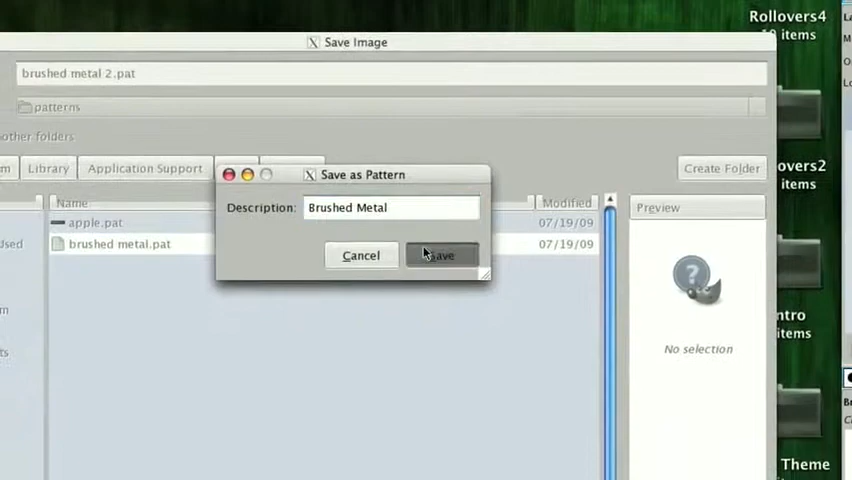 Rollovers4
10 items
Save Image
brushed metal 2.pat
patterns
other folders
Library
Application Support
Create Folder
overs2
items
Save as Pattern
Name
Modified
Preview
Description:
Brushed Metal
apple.pat
07/19/09
brushed metal.pat
07/19/09
Cancel
Save
ntro
items
No selection
Theme